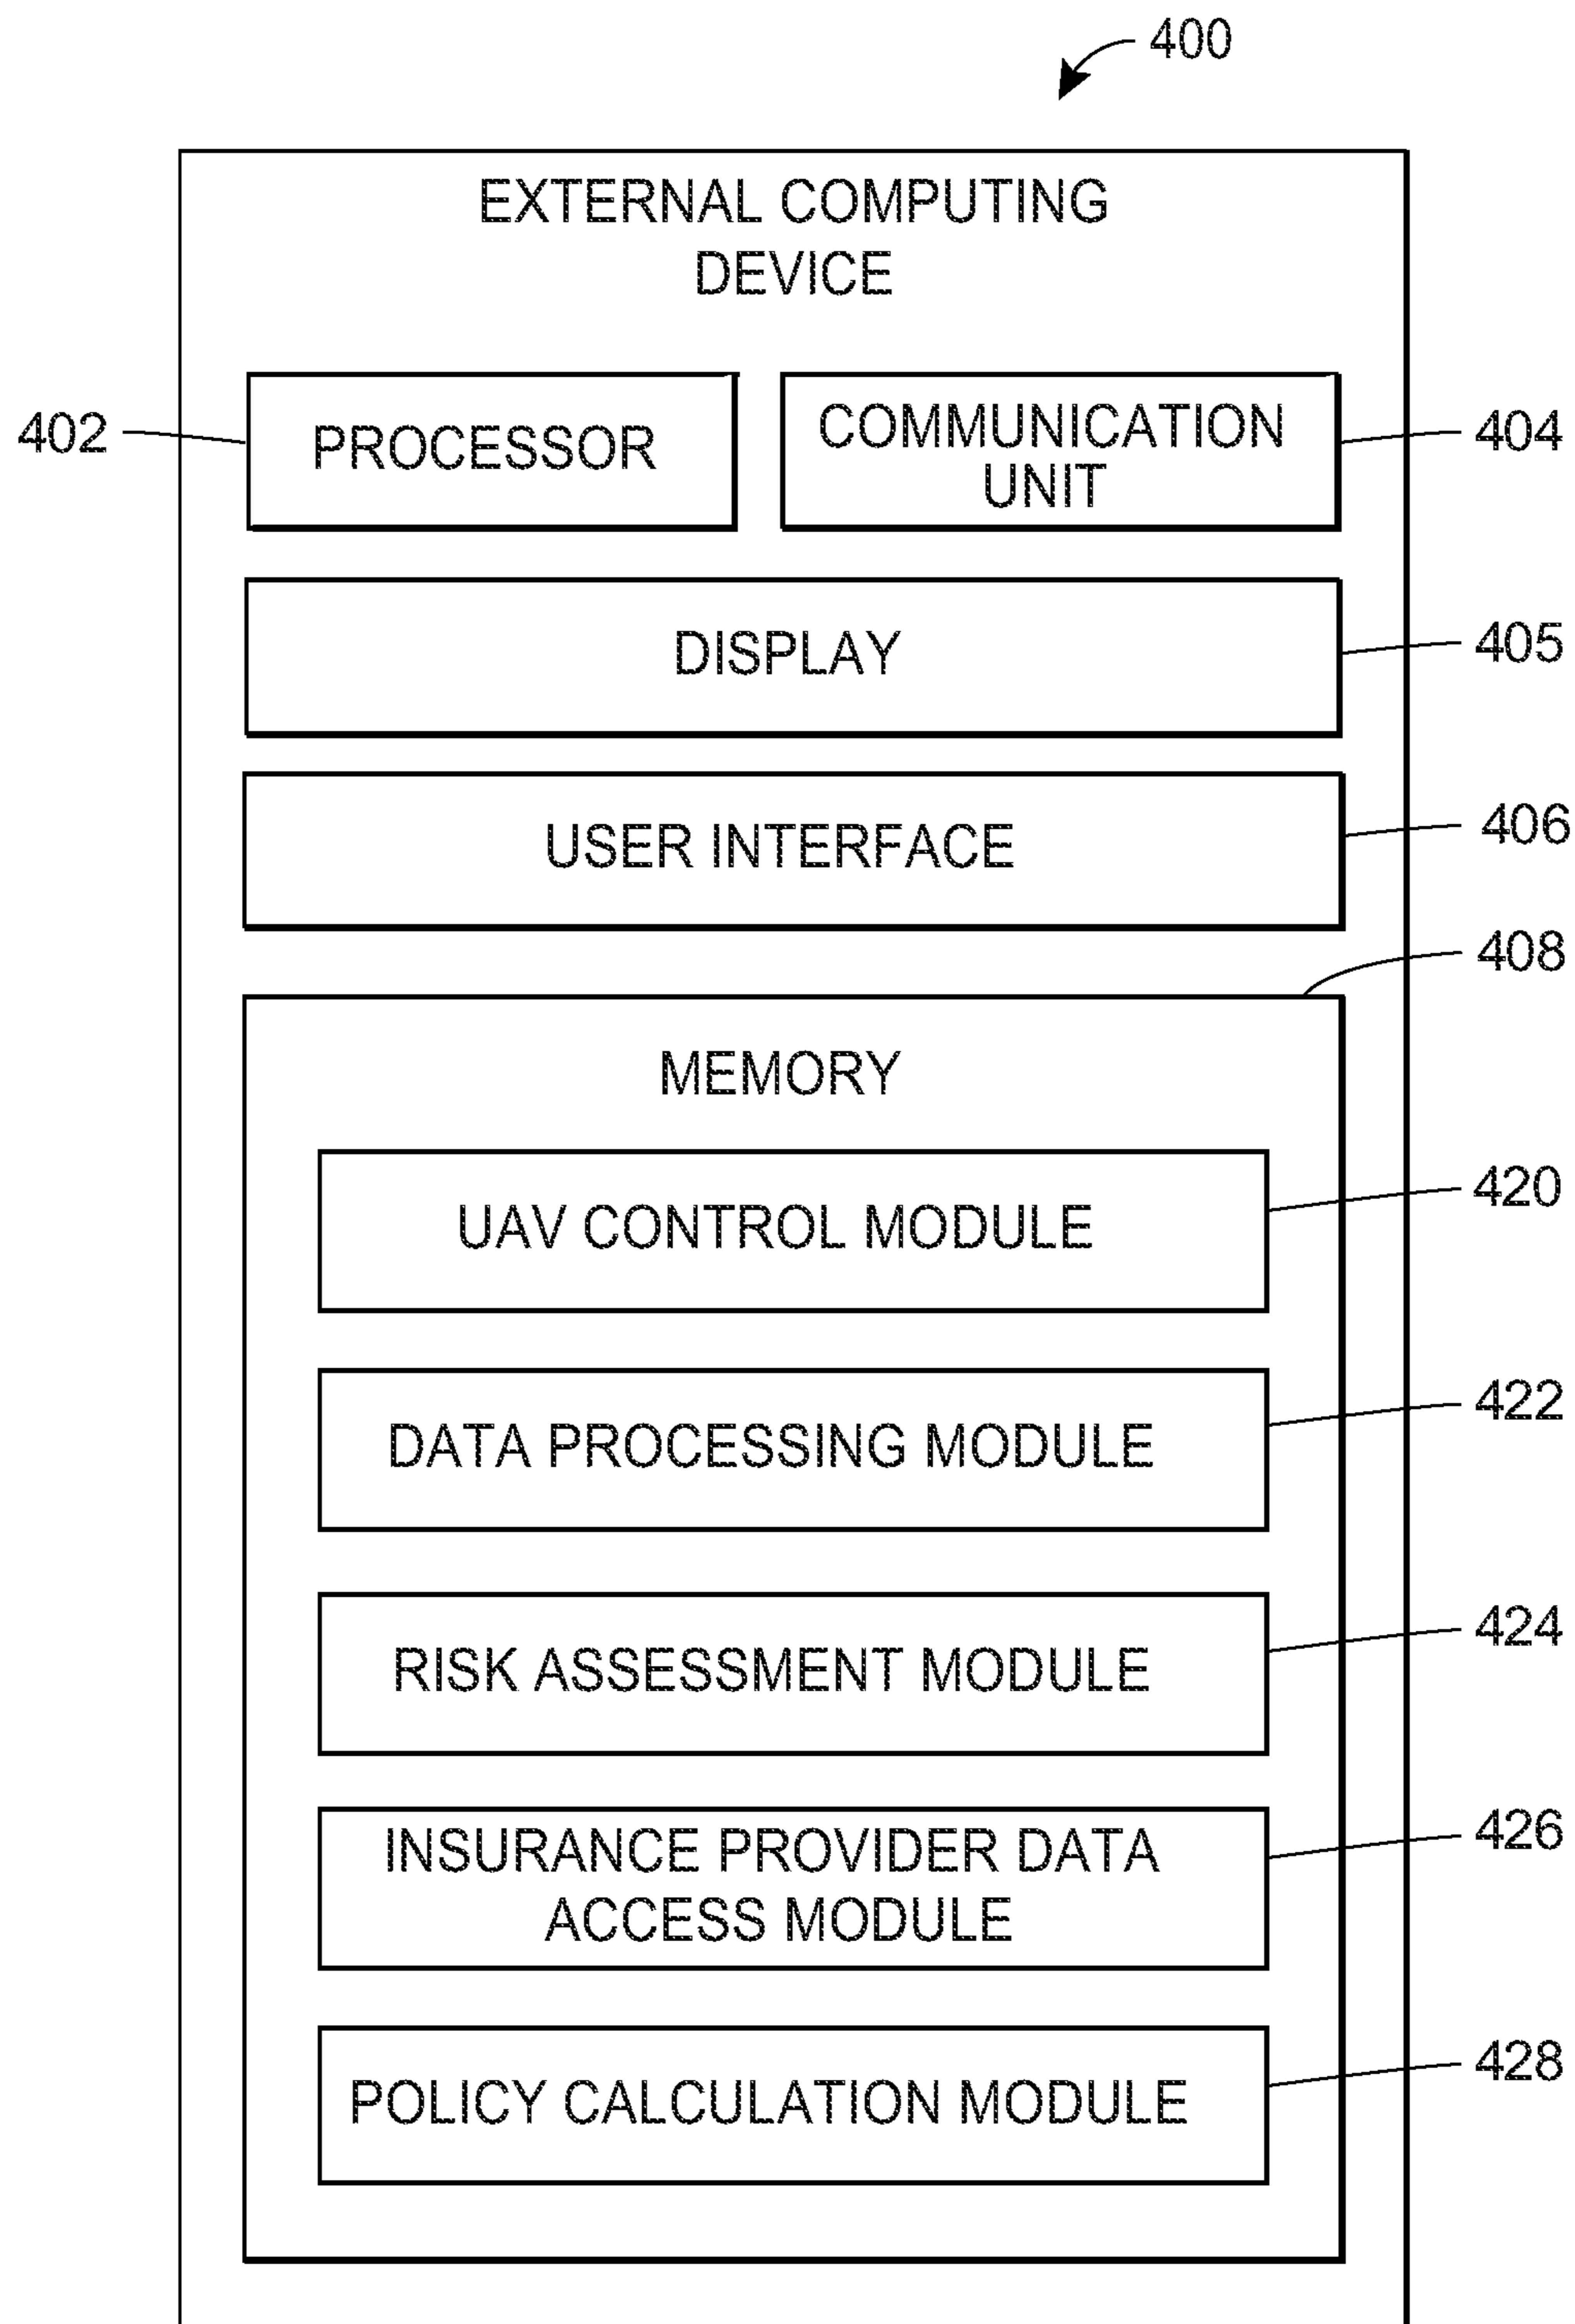 400
EXTERNAL COMPUTING
DEVICE
402
PROCESSOR
COMMUNICATION
UNIT
404
DISPLAY
405
USER INTERFACE
406
408
MEMORY
UAV CONTROL MODULE
420
DATA PROCESSING MODULE
422
RISK ASSESSMENT MODULE
424
INSURANCE PROVIDER DATA
ACCESS MODULE
426
POLICY CALCULATION MODULE
428